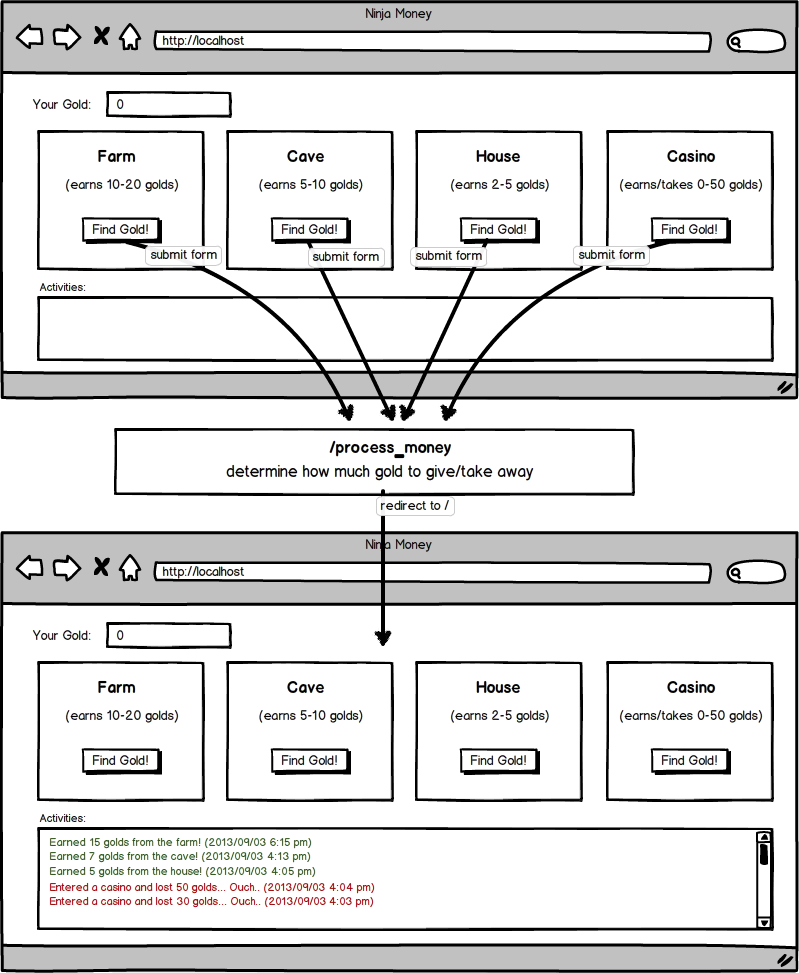 Ninja Money
http://localhost
Your Gold: 0
Farm Cave House Casino
(earns 10-20 golds) (earns 5-10 golds) (earns 2-5 golds) (earns/takes 0-50 golds)
Find Gold! Find Gold! Find Gold! Find Gold!
submit form submit form submit form submit form
Activities:
/process_money
determine how much gold to give/take away
redirect to /
Ninja Money
http://localhost
Your Gold: 0
Farm Cave House Casino
(earns 10-20 golds) (earns 5-10 golds) (earns 2-5 golds) (earns/takes 0-50 golds)
Find Gold! Find Gold! Find Gold! Find Gold!
Activities:
Earned 15 golds from the farm! (2013/09/03 6:15 pm)
Earned 7 golds from the cave! (2013/09/03 4:13 pm)
Earned 5 golds from the house! (2013/09/03 4:05 pm)
Entered a casino and lost 50 golds... Ouch.. (2013/09/03 4:04 pm)
Entered a casino and lost 30 golds... Ouch.. (2013/09/03 4:03 pm)